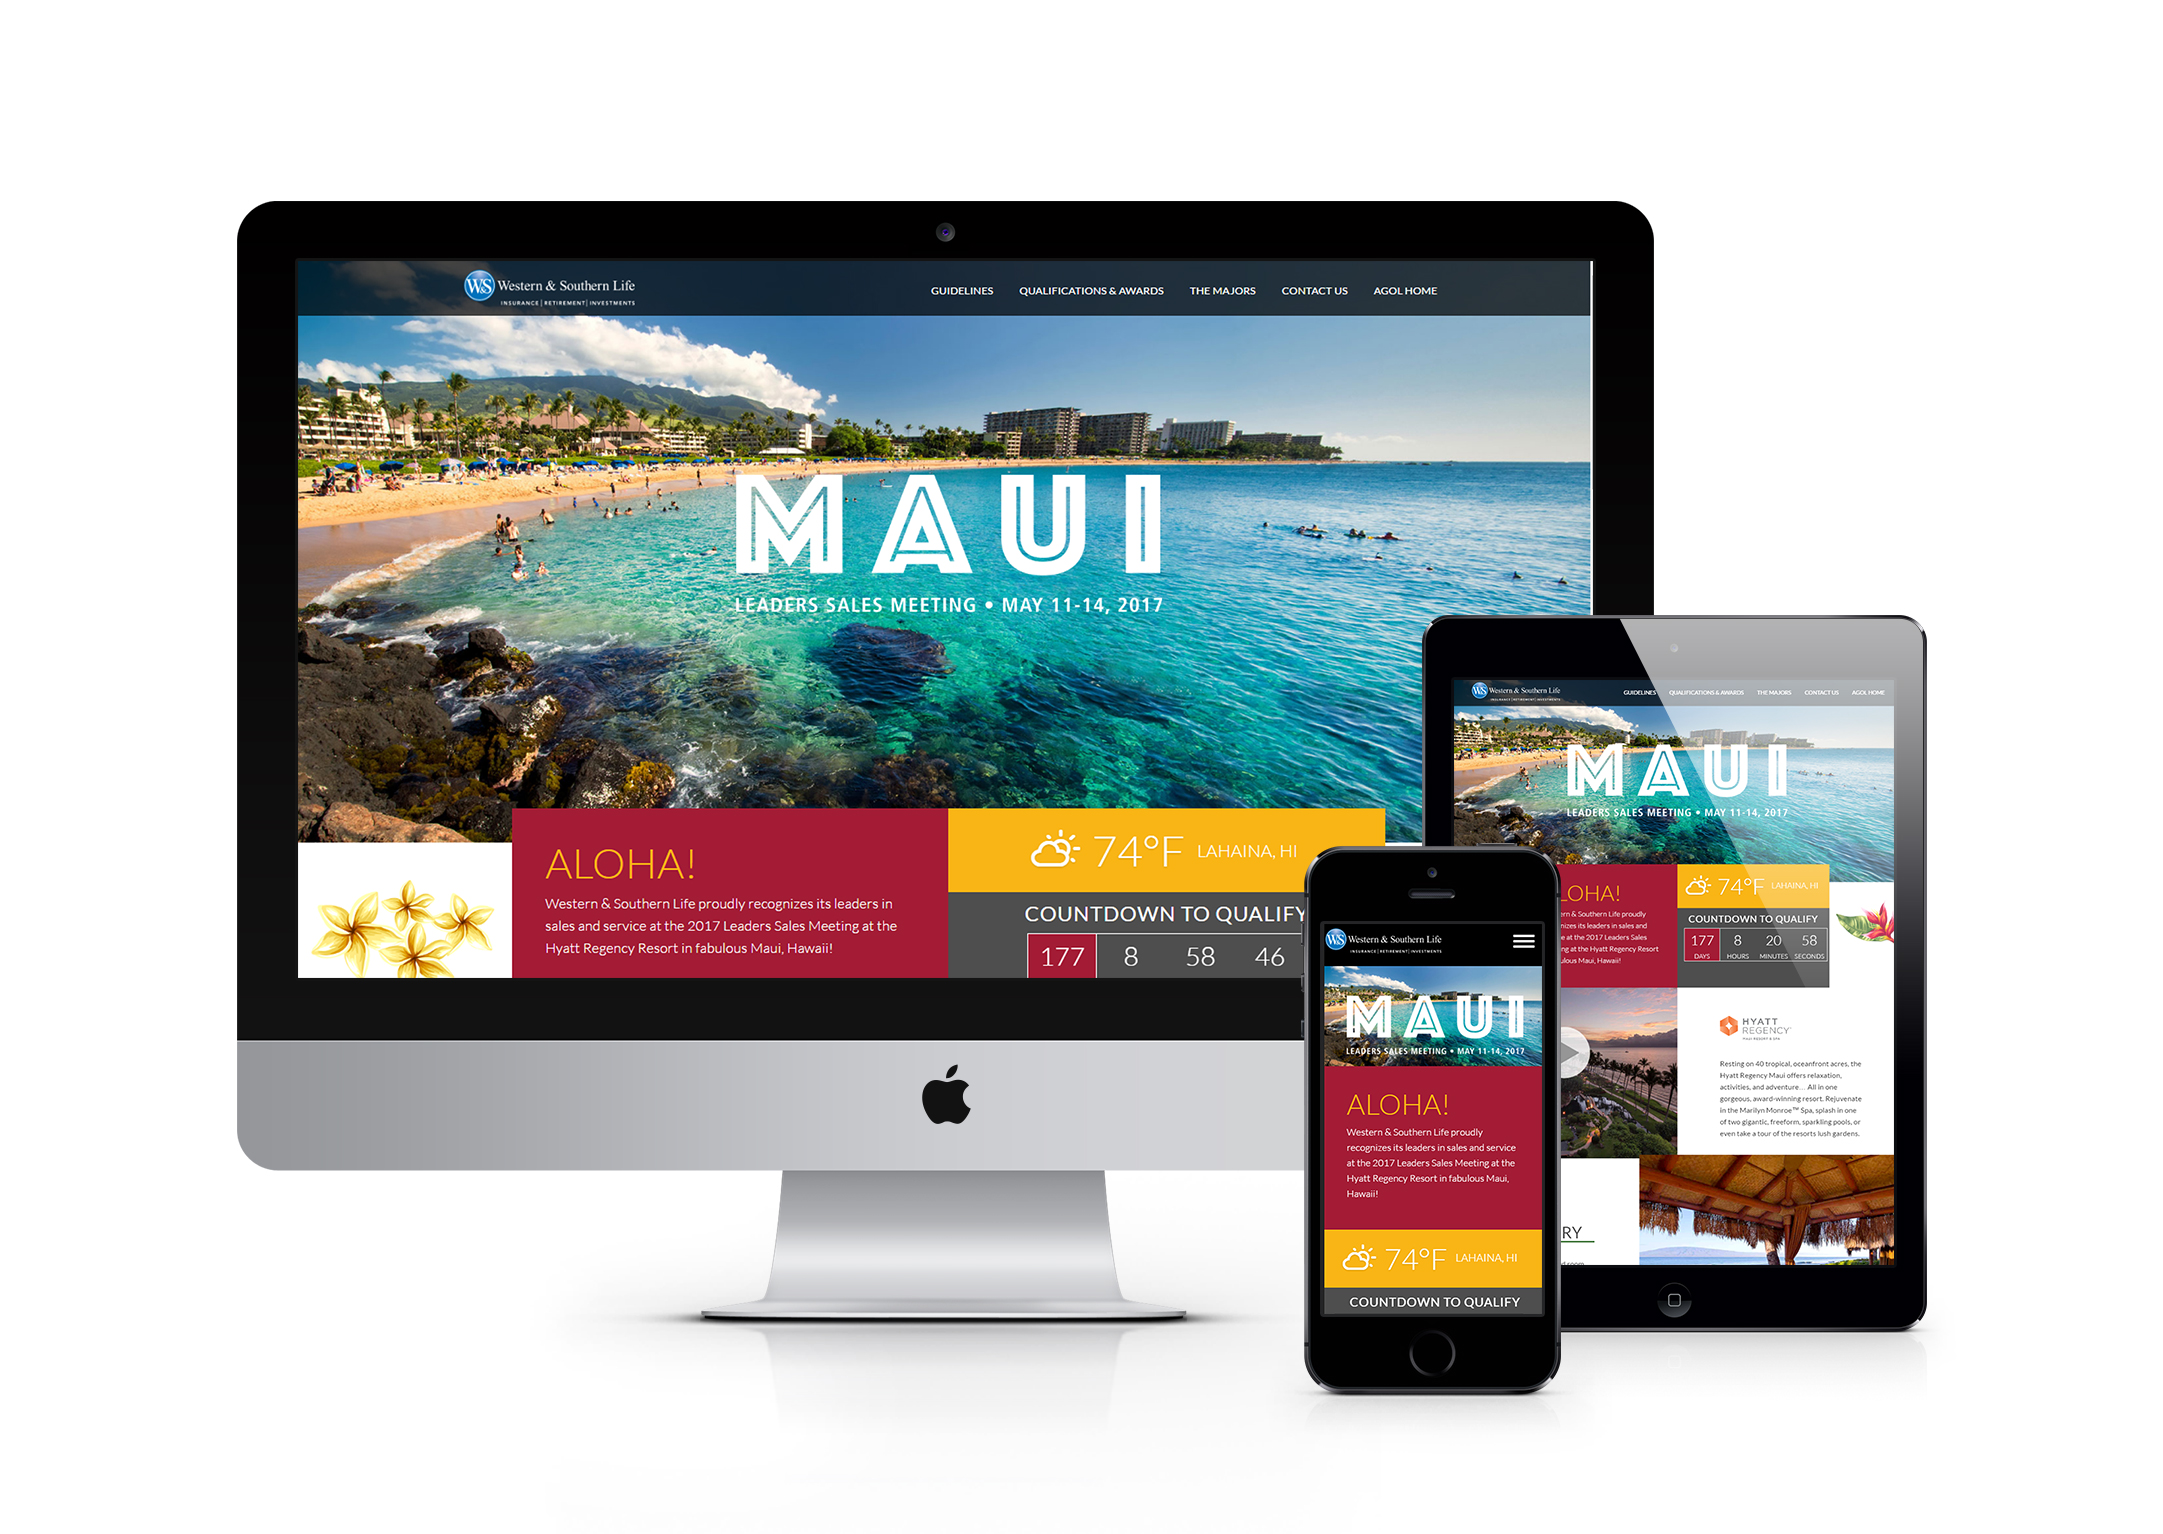 W&S Western & Southern Life
INSURANCE | RETIREMENT | INVESTMENTS
GUIDELINES QUALIFICATIONS & AWARDS THE MAJORS CONTACT US AGOL HOME
MAUI
LEADERS SALES MEETING • MAY 11-14, 2017
ALOHA!
Western & Southern Life proudly recognizes its leaders in
sales and service at the 2017 Leaders Sales Meeting at the
Hyatt Regency Resort in fabulous Maui, Hawaii!
74°F LAHAINA, HI
COUNTDOWN TO QUALIFY
177 8 58 46
W&S Western & Southern Life
INSURANCE | RETIREMENT | INVESTMENTS
GUIDELINES QUALIFICATIONS & AWARDS THE MAJORS CONTACT US AGOL HOME
MAUI
LEADERS SALES MEETING • MAY 11-14, 2017
LOHA!
rn & Southern Life proudly
nizes its leaders in sales and
e at the 2017 Leaders Sales
ng at the Hyatt Regency Resort
ulous Maui, Hawaii!
74°F LAHAINA, HI
COUNTDOWN TO QUALIFY
177 8 20 58
DAYS HOURS MINUTES SECONDS
HYATT
REGENCY™
MAUI RESORT & SPA
Resting on 40 tropical, oceanfront acres, the
Hyatt Regency Maui offers relaxation,
activities, and adventure... All in one
gorgeous, award-winning resort. Rejuvenate
in the Marilyn Monroe™ Spa, splash in one
of two gigantic, freeform, sparkling pools, or
even take a tour of the resorts lush gardens.
RY
W&S Western & Southern Life
INSURANCE | RETIREMENT | INVESTMENTS
MAUI
LEADERS SALES MEETING • MAY 11-14, 2017
ALOHA!
Western & Southern Life proudly
recognizes its leaders in sales and service
at the 2017 Leaders Sales Meeting at the
Hyatt Regency Resort in fabulous Maui,
Hawaii!
74°F LAHAINA, HI
COUNTDOWN TO QUALIFY